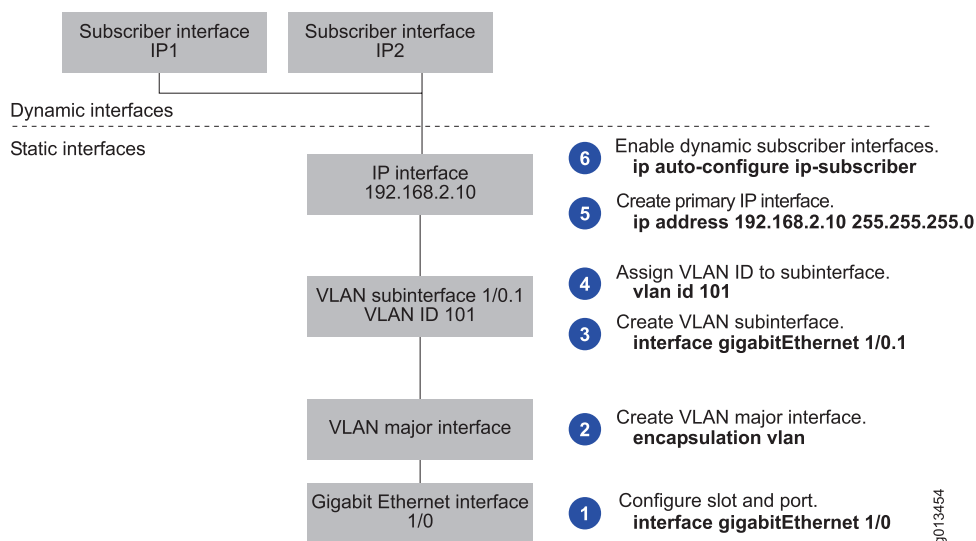 Subscriber interface
IP1
Subscriber interface
IP2
Dynamic interfaces
Static interfaces
IP interface
192.168.2.10
6
Enable dynamic subscriber interfaces.
ip auto-configure ip-subscriber
5
Create primary IP interface.
ip address 192.168.2.10 255.255.255.0
VLAN subinterface 1/0.1
VLAN ID 101
4
Assign VLAN ID to subinterface.
vlan id 101
3
Create VLAN subinterface.
interface gigabitEthernet 1/0.1
VLAN major interface
2
Create VLAN major interface.
encapsulation vlan
Gigabit Ethernet interface
1/0
1
Configure slot and port.
interface gigabitEthernet 1/0
g013454